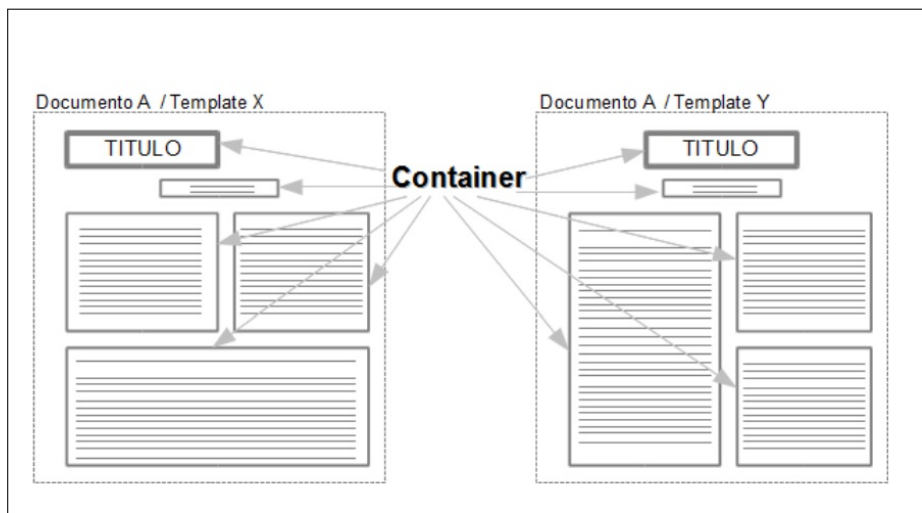 Documento A / Template X
Documento A / Template Y
TITULO
TITULO
Container